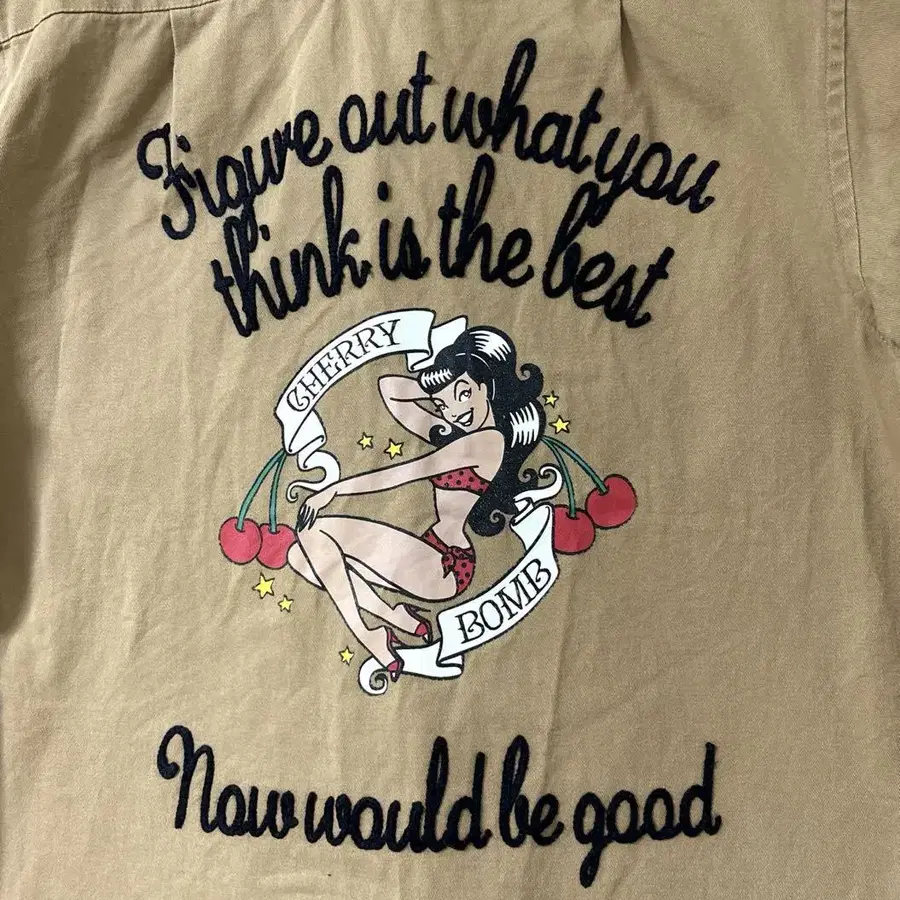 Figure out what you
think is the best
CHERRY
BOMB
Now would be good